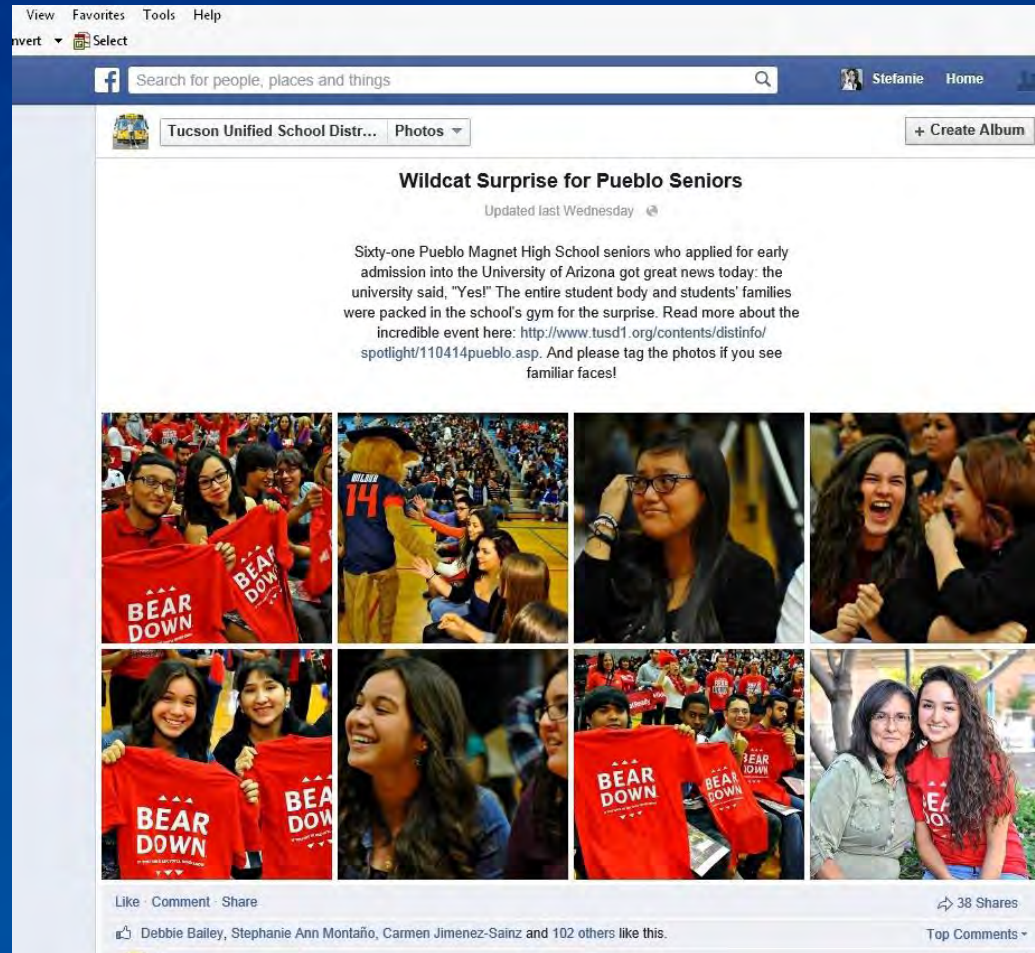 View Favorites Tools Help
nvert Select
f Search for people, places and things Stefanie Home
Tucson Unified School Distr... Photos + Create Album
Wildcat Surprise for Pueblo Seniors
Updated last Wednesday
Sixty-one Pueblo Magnet High School seniors who applied for early
admission into the University of Arizona got great news today: the
university said, "Yes!" The entire student body and students' families
were packed in the school's gym for the surprise. Read more about the
incredible event here: http://www.tusd1.org/contents/distinfo/
spotlight/110414pueblo.asp. And please tag the photos if you see
familiar faces!
BEAR
DOWN
BEAR
DOW
WILBUR
14
BEAR
DOWN
BEA
DOW
BEAR
DOWN
BEAR
DOWN
BEAR
DOWN
Like · Comment · Share 38 Shares
Debbie Bailey, Stephanie Ann Montaño, Carmen Jimenez-Sainz and 102 others like this. Top Comments